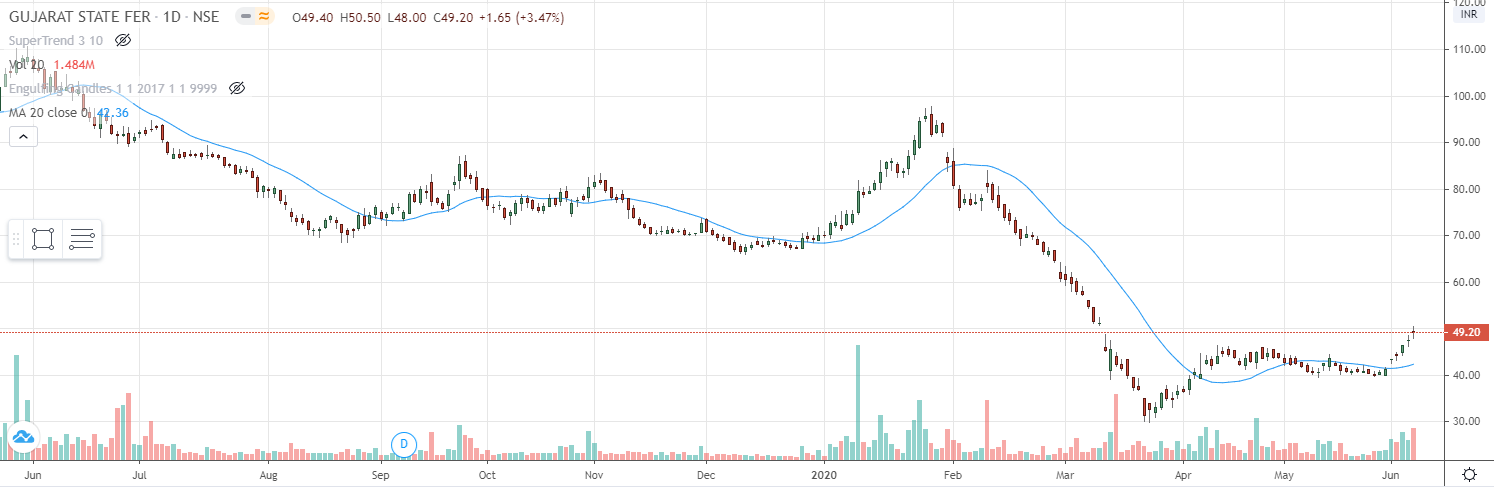 GUJARAT STATE FER · 1D · NSE O49.40 H50.50 L48.00 C49.20 +1.65 (+3.47%)
SuperTrend 3 10
Vol 20 1.484M
Engulfing Candles 1 1 2017 1 1 9999
MA 20 close 0 42.36
120.00
INR
110.00
100.00
90.00
80.00
70.00
60.00
49.20
40.00
30.00
D
Jun Jul Aug Sep Oct Nov Dec 2020 Feb Mar Apr May Jun